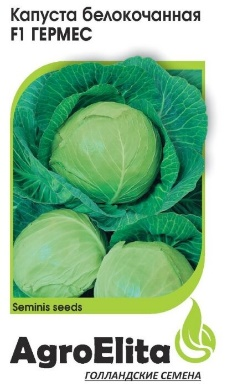 Капуста белокочанная
F1 ГЕРМЕС
Seminis seeds
AgroElita
ГОЛЛАНДСКИЕ СЕМЕНА